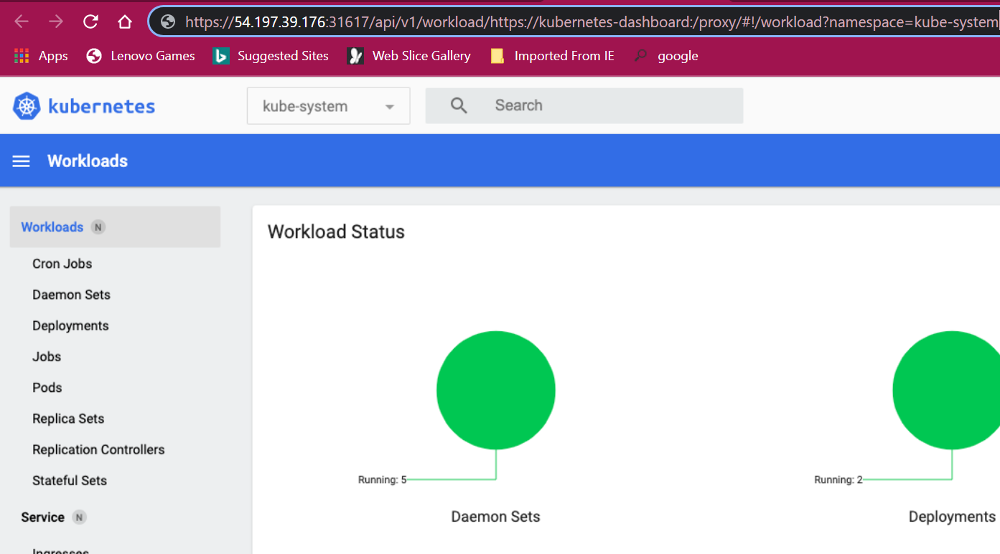 https://54.197.39.176:31617/api/v1/workload/https://kubernetes-dashboard:/proxy/#!/workload?namespace=kube-system
Apps Lenovo Games Suggested Sites Web Slice Gallery Imported From IE google
kubernetes kube-system Search
Workloads
Workloads N
Workload Status
Cron Jobs
Daemon Sets
Deployments
Jobs
Pods
Replica Sets
Replication Controllers
Stateful Sets
Service N
Ingresses
Running: 5
Daemon Sets
Running: 2
Deployments